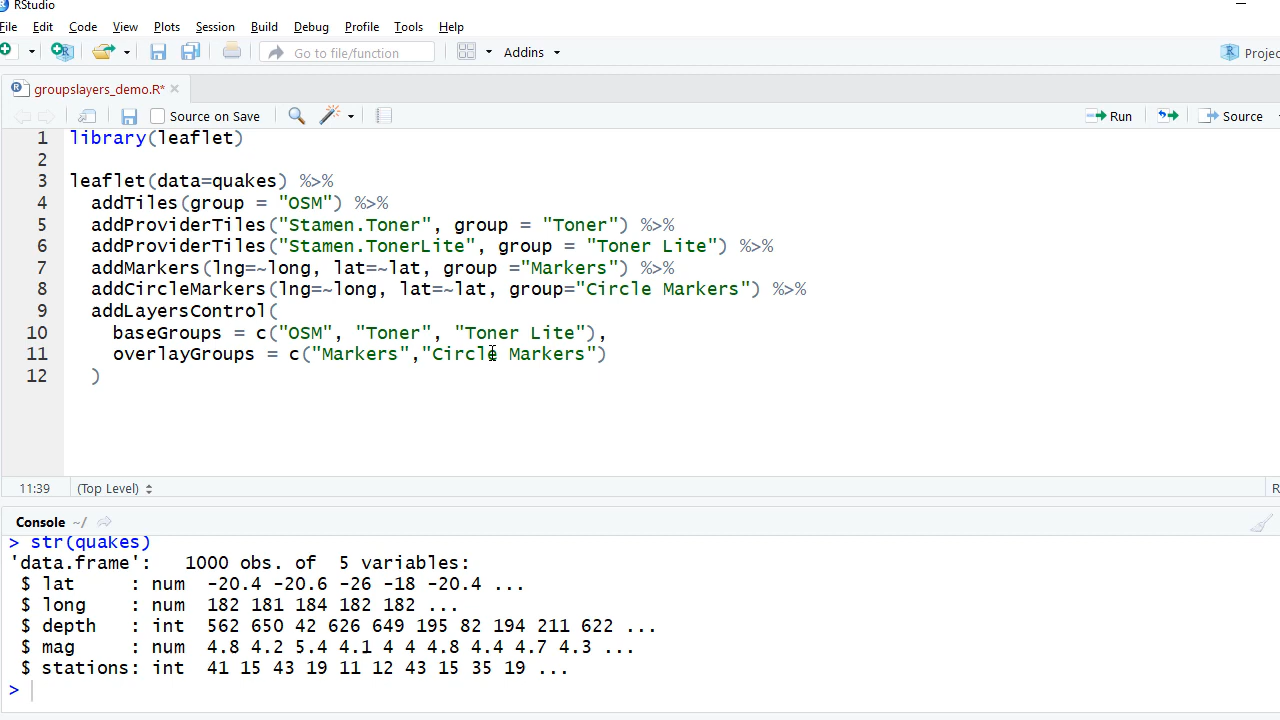 RStudio
File Edit Code View Plots Session Build Debug Profile Tools Help
Go to file/function Addins Projec
groupslayers_demo.R*
Source on Save Run Source
1 library(leaflet)
2
3 leaflet(data=quakes) %>%
4 addTiles(group = "OSM") %>%
5 addProviderTiles("Stamen.Toner", group = "Toner") %>%
6 addProviderTiles("Stamen.TonerLite", group = "Toner Lite") %>%
7 addMarkers(lng=~long, lat=~lat, group ="Markers") %>%
8 addCircleMarkers(lng=~long, lat=~lat, group="Circle Markers") %>%
9 addLayersControl(
10 baseGroups = c("OSM", "Toner", "Toner Lite"),
11 overlayGroups = c("Markers","Circle Markers")
12 )
11:39 (Top Level) R
Console ~/
> str(quakes)
'data.frame': 1000 obs. of 5 variables:
$ lat : num -20.4 -20.6 -26 -18 -20.4 ...
$ long : num 182 181 184 182 182 ...
$ depth : int 562 650 42 626 649 195 82 194 211 622 ...
$ mag : num 4.8 4.2 5.4 4.1 4 4 4.8 4.4 4.7 4.3 ...
$ stations: int 41 15 43 19 11 12 43 15 35 19 ...
>